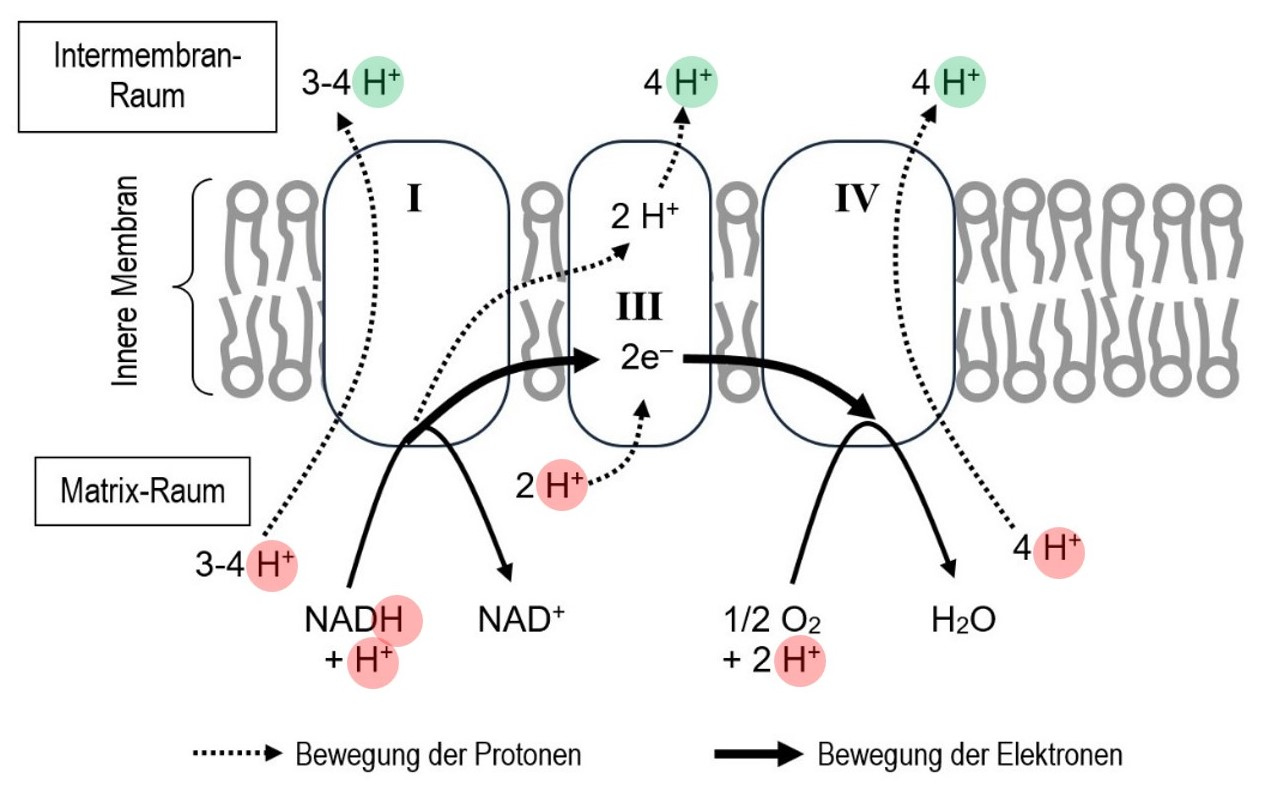 Intermembran-
Raum
3-4 H⁺
4 H⁺
4 H⁺
Innere Membran
I
2 H⁺
III
2e⁻
IV
2 H⁺
Matrix-Raum
3-4 H⁺
4 H⁺
NADH
+ H⁺
NAD⁺
1/2 O₂
+ 2 H⁺
H₂O
Bewegung der Protonen
Bewegung der Elektronen